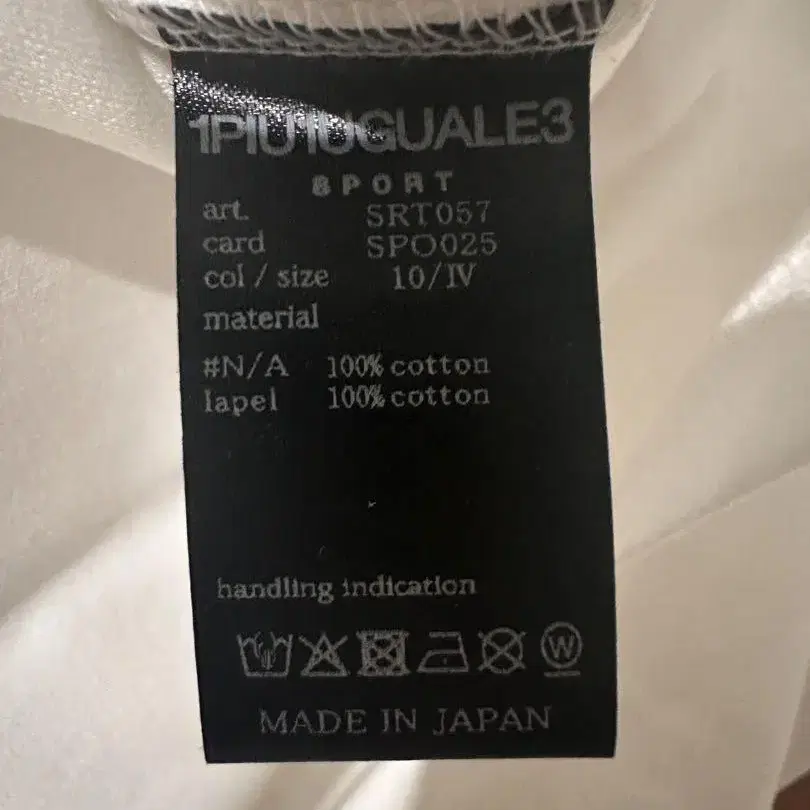 1PIU1UGUALE3
SPORT
art. SRT057
card SPO025
col / size 10/Ⅳ
material
#N/A 100% cotton
lapel 100% cotton
handling indication
W
MADE IN JAPAN